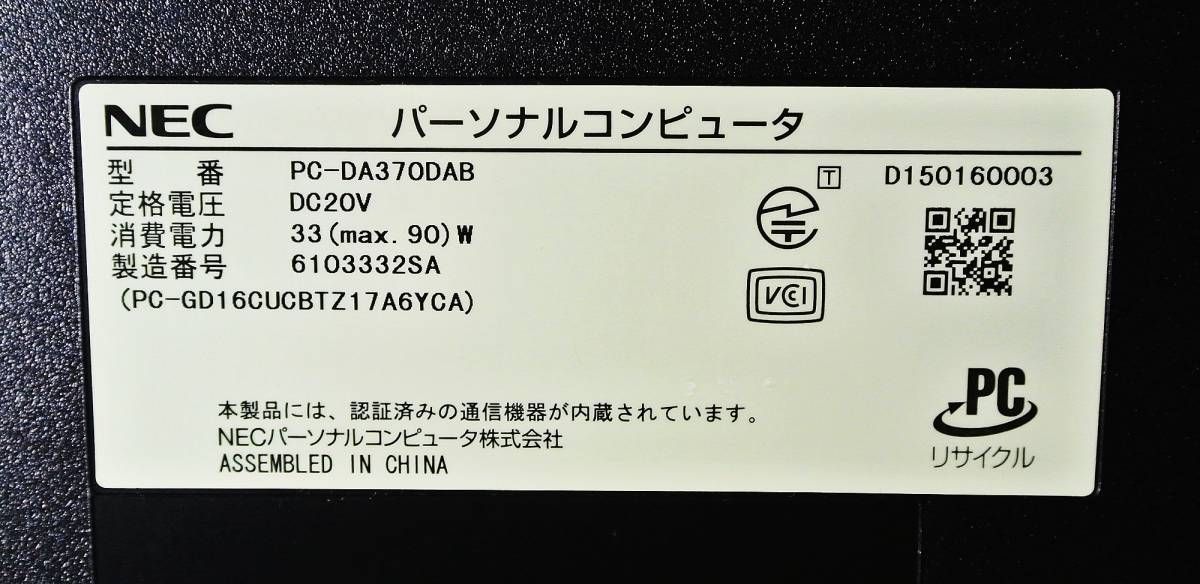 NEC パーソナルコンピュータ
型 番 PC-DA370DAB
定格電圧 DC20V
消費電力 33(max.90)W
製造番号 6103332SA
(PC-GD16CUCBTZ17A6YCA)
T D150160003
VCCI
PC
リサイクル
本製品には、認証済みの通信機器が内蔵されています。
NECパーソナルコンピュータ株式会社
ASSEMBLED IN CHINA